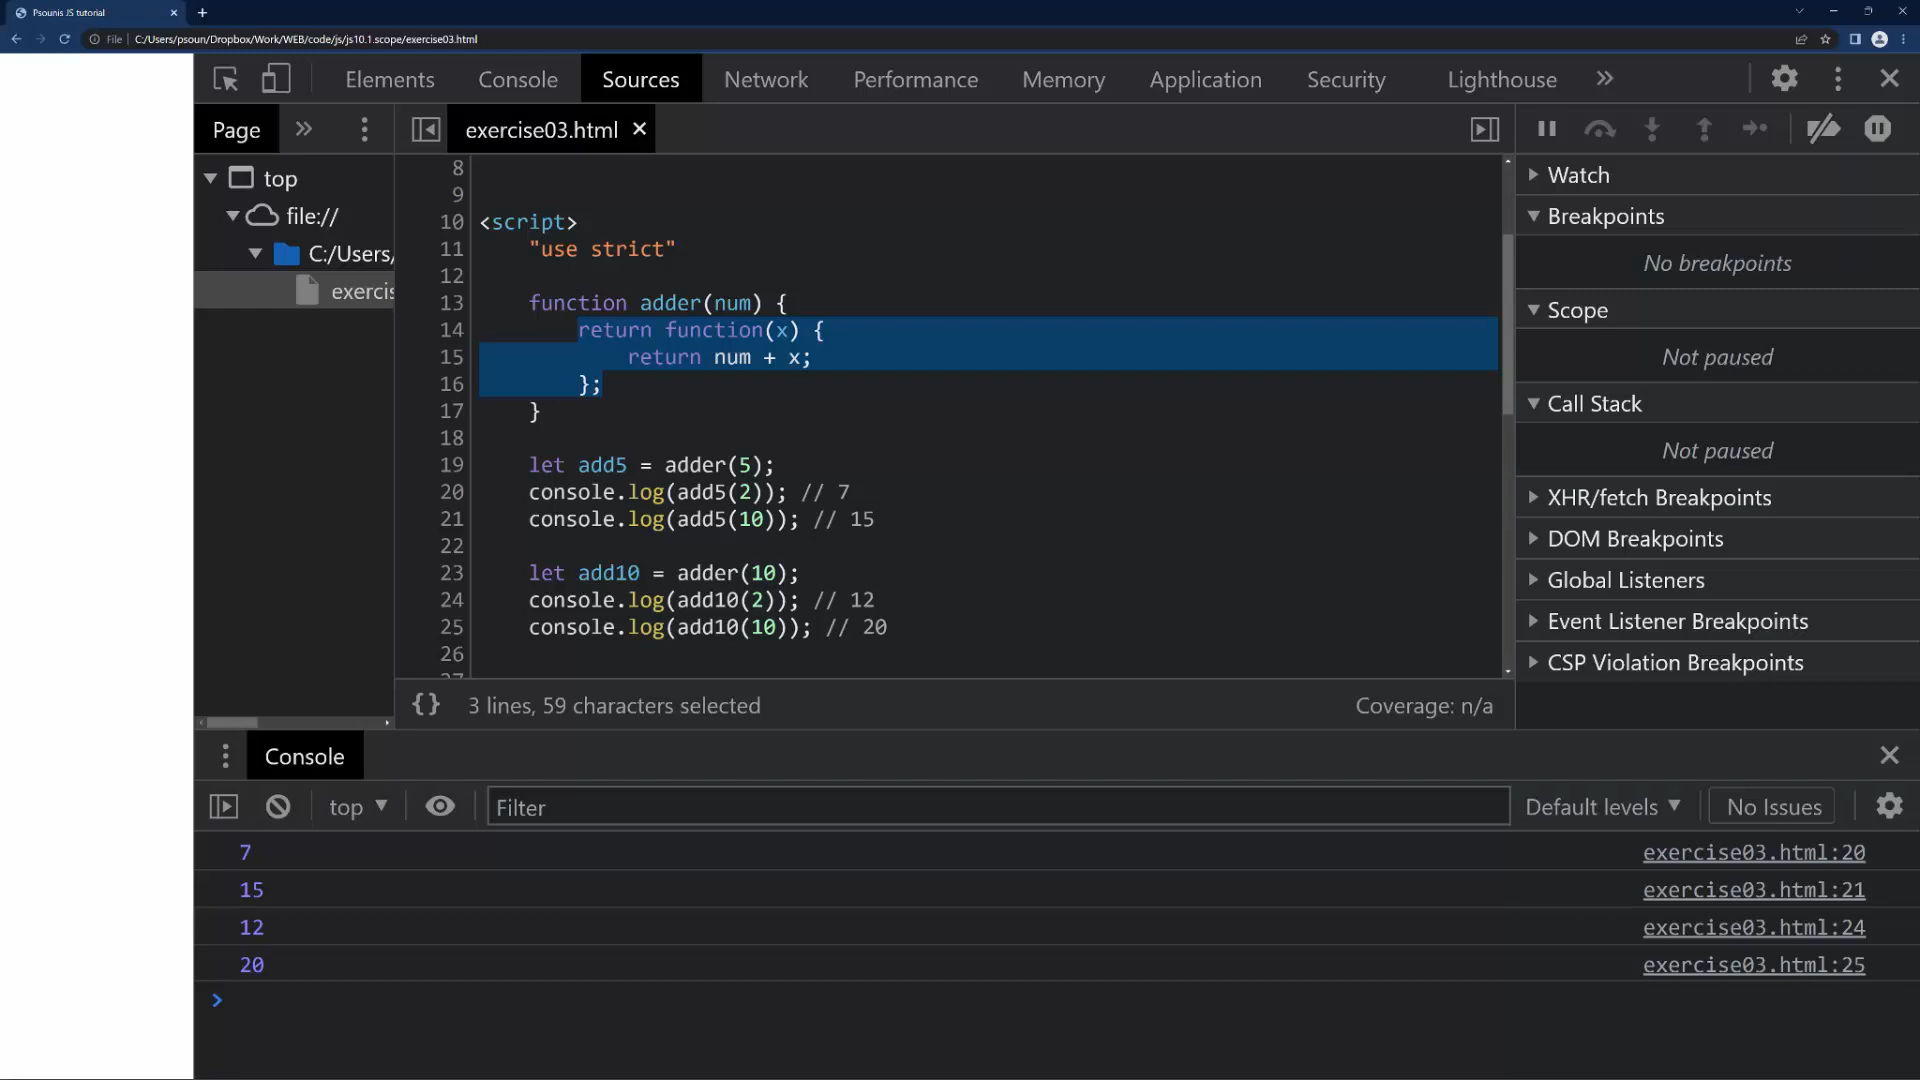 Psounis JS tutorial
File C:/Users/psoun/Dropbox/Work/WEB/code/js/js10.1.scope/exercise03.html
Elements Console Sources Network Performance Memory Application Security Lighthouse
Page
exercise03.html
top
file://
C:/Users/
exercis
8
9
10 <script>
11 "use strict"
12
13 function adder(num) {
14 return function(x) {
15 return num + x;
16 };
17 }
18
19 let add5 = adder(5);
20 console.log(add5(2)); // 7
21 console.log(add5(10)); // 15
22
23 let add10 = adder(10);
24 console.log(add10(2)); // 12
25 console.log(add10(10)); // 20
26
{} 3 lines, 59 characters selected Coverage: n/a
Watch
Breakpoints
No breakpoints
Scope
Not paused
Call Stack
Not paused
XHR/fetch Breakpoints
DOM Breakpoints
Global Listeners
Event Listener Breakpoints
CSP Violation Breakpoints
Console
top Filter Default levels No Issues
7 exercise03.html:20
15 exercise03.html:21
12 exercise03.html:24
20 exercise03.html:25